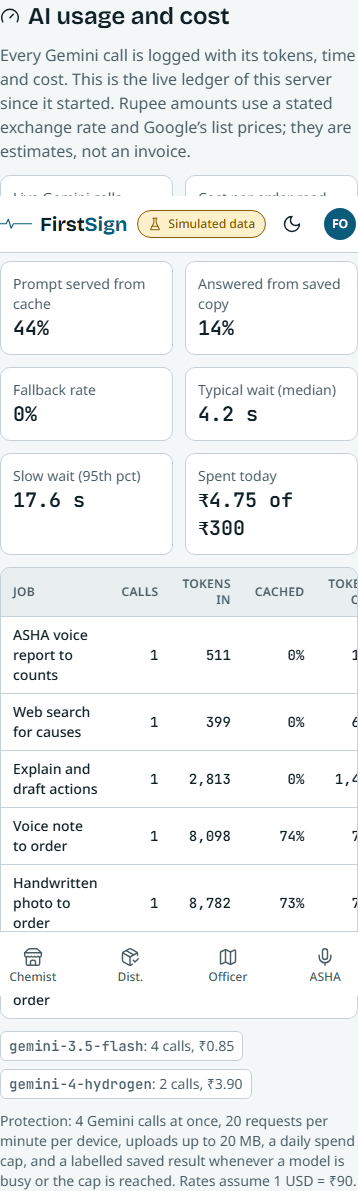 AI usage and cost
Every Gemini call is logged with its tokens, time
and cost. This is the live ledger of this server
since it started. Rupee amounts use a stated
exchange rate and Google's list prices; they are
estimates, not an invoice.
FirstSign
Simulated data
FO
Prompt served from
cache
44%
Answered from saved
copy
14%
Fallback rate
0%
Typical wait (median)
4.2 s
Slow wait (95th pct)
17.6 s
Spent today
₹4.75 of
₹300
JOB CALLS TOKENS IN CACHED
ASHA voice
report to
counts
1 511 0%
Web search
for causes
1 399 0%
Explain and
draft actions
1 2,813 0%
Voice note
to order
1 8,098 74%
Handwritten
photo to
order
1 8,782 73%
Chemist
Dist.
Officer
ASHA
order
gemini-3.5-flash: 4 calls, ₹0.85
gemini-4-hydrogen: 2 calls, ₹3.90
Protection: 4 Gemini calls at once, 20 requests per
minute per device, uploads up to 20 MB, a daily spend
cap, and a labelled saved result whenever a model is
busy or the cap is reached. Rates assume 1 USD = ₹90.